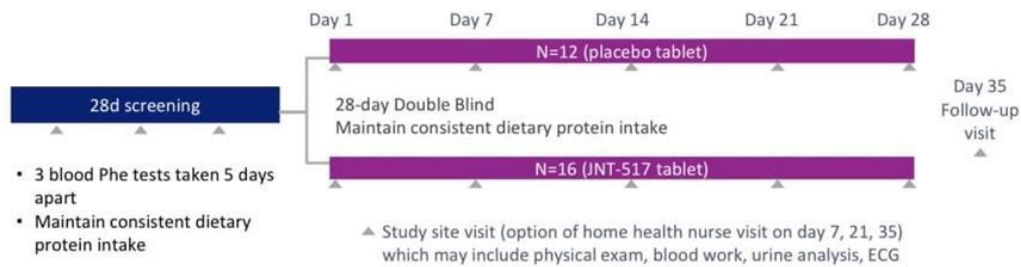 Day 1 Day 7 Day 14 Day 21 Day 28
N=12 (placebo tablet)
28d screening
28-day Double Blind
Maintain consistent dietary protein intake
Day 35
Follow-up
visit
N=16 (JNT-517 tablet)
• 3 blood Phe tests taken 5 days
apart
• Maintain consistent dietary
protein intake
Study site visit (option of home health nurse visit on day 7, 21, 35)
which may include physical exam, blood work, urine analysis, ECG